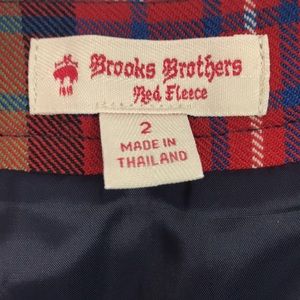 Brooks Brothers
1818
Red Fleece
2
MADE IN
THAILAND